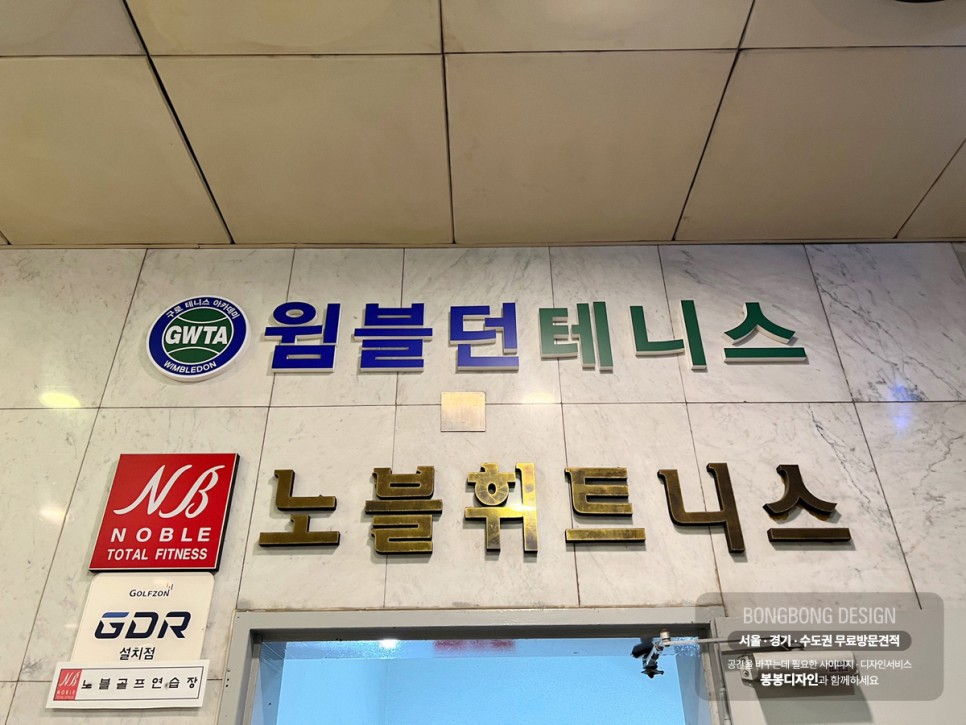 구로 테니스 아카데미
GWTA
WIMBLEDON
윔블던테니스
NB
NOBLE
TOTAL FITNESS
노블휘트니스
GOLFZON
GDR
설치점
NB
NOBLE
노블골프연습장
BONGBONG DESIGN
서울 · 경기 · 수도권 무료방문견적
공간을 바꾸는데 필요한 사이니지 · 디자인서비스
봉봉디자인과 함께하세요